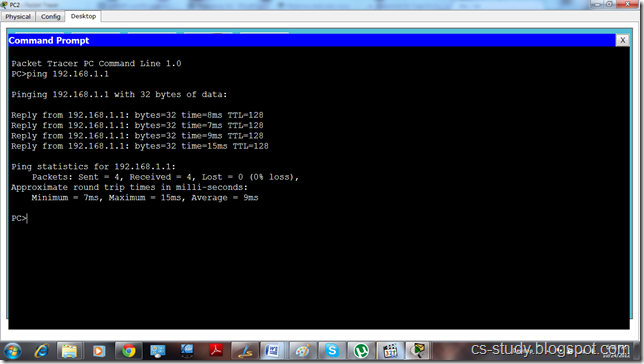 PC2
Physical Config Desktop
Command Prompt X
Packet Tracer PC Command Line 1.0
PC>ping 192.168.1.1
Pinging 192.168.1.1 with 32 bytes of data:
Reply from 192.168.1.1: bytes=32 time=8ms TTL=128
Reply from 192.168.1.1: bytes=32 time=7ms TTL=128
Reply from 192.168.1.1: bytes=32 time=9ms TTL=128
Reply from 192.168.1.1: bytes=32 time=15ms TTL=128
Ping statistics for 192.168.1.1:
Packets: Sent = 4, Received = 4, Lost = 0 (0% loss),
Approximate round trip times in milli-seconds:
Minimum = 7ms, Maximum = 15ms, Average = 9ms
PC>
cs-study.blogspot.com